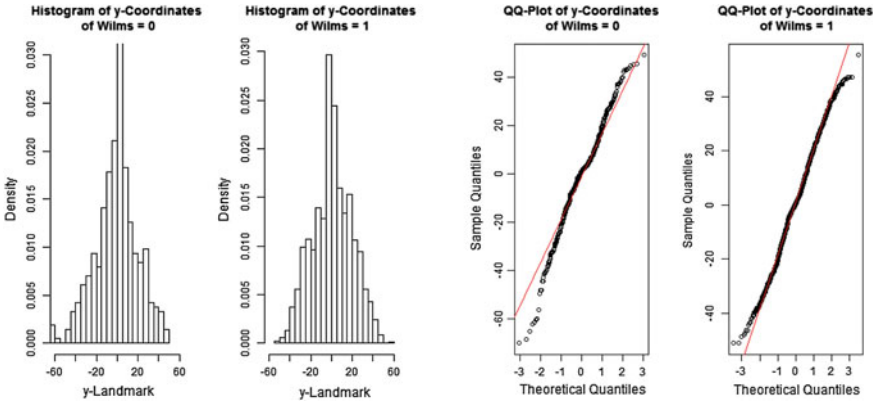 Histogram of y-Coordinates
of Wilms = 0
0.000 0.005 0.010 0.015 0.020 0.025 0.030
Density
-60 -20 20 60
y-Landmark
Histogram of y-Coordinates
of Wilms = 1
0.000 0.005 0.010 0.015 0.020 0.025 0.030
Density
-60 -20 20 60
y-Landmark
QQ-Plot of y-Coordinates
of Wilms = 0
-60 -40 -20 0 20 40
Sample Quantiles
-3 -2 -1 0 1 2 3
Theoretical Quantiles
QQ-Plot of y-Coordinates
of Wilms = 1
-40 -20 0 20 40
Sample Quantiles
-3 -1 0 1 2 3
Theoretical Quantiles